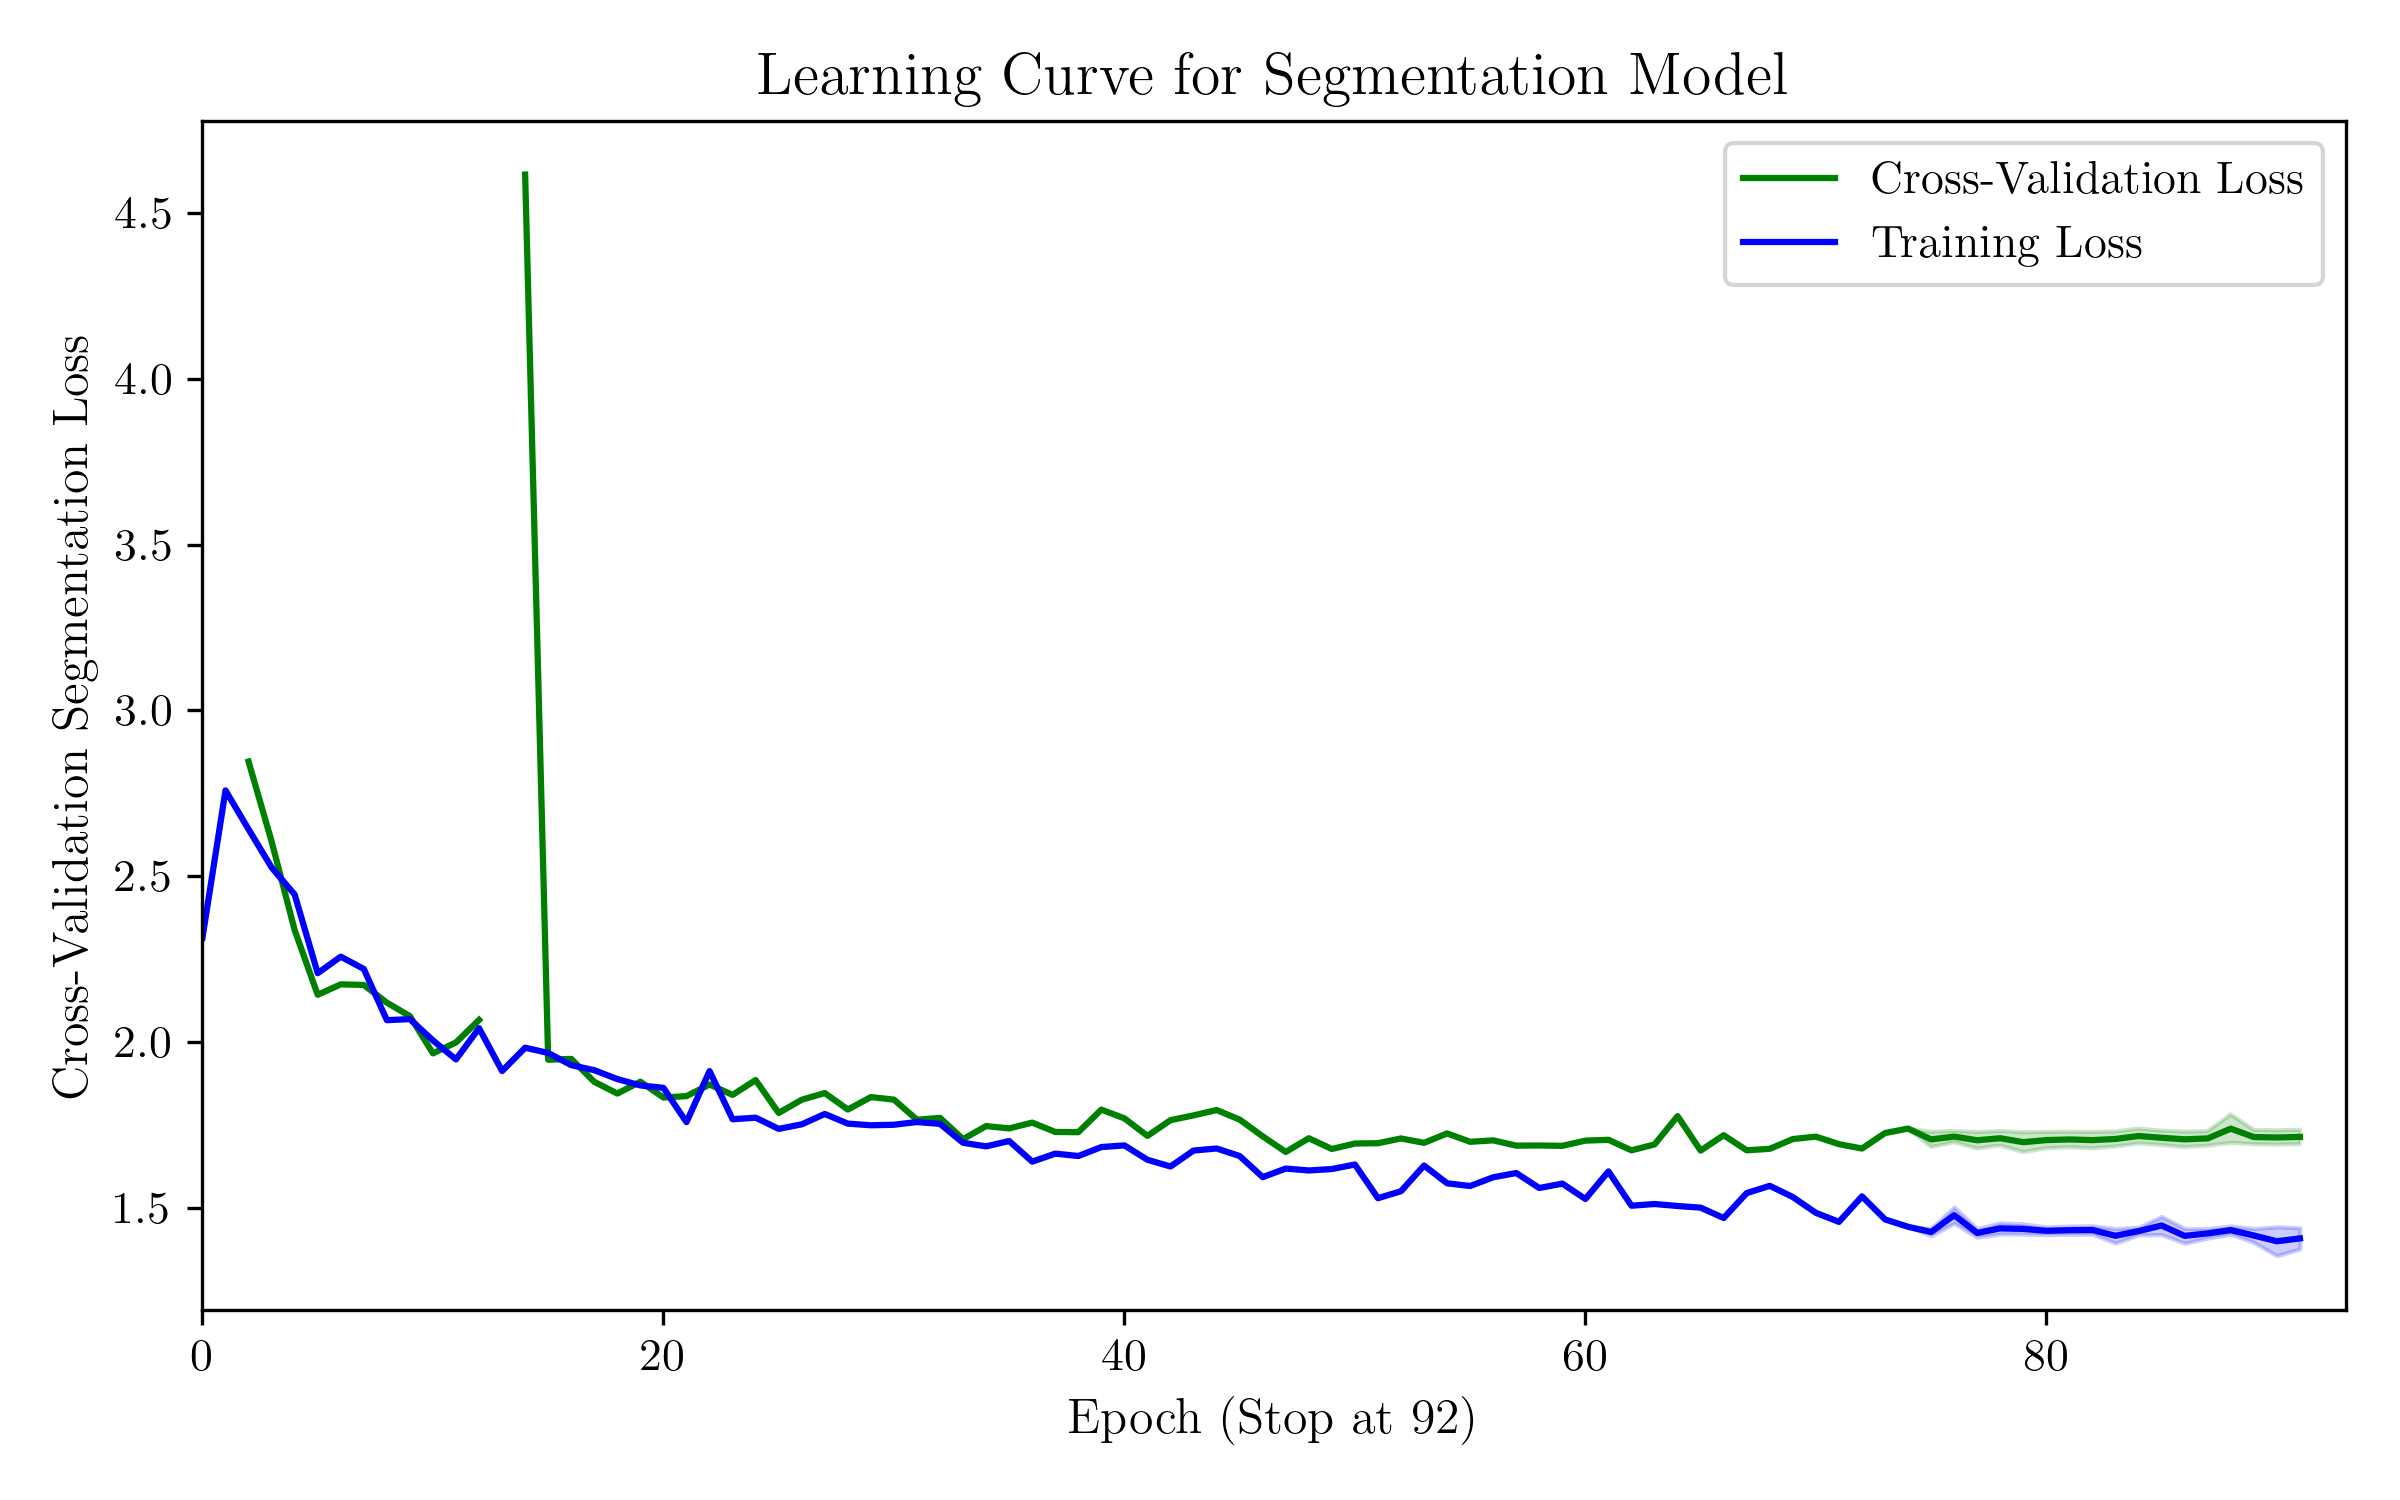 Learning Curve for Segmentation Model
Cross-Validation Loss
Training Loss
Cross-Validation Segmentation Loss
4.5
4.0
3.5
3.0
2.5
2.0
1.5
0 20 40 60 80
Epoch (Stop at 92)